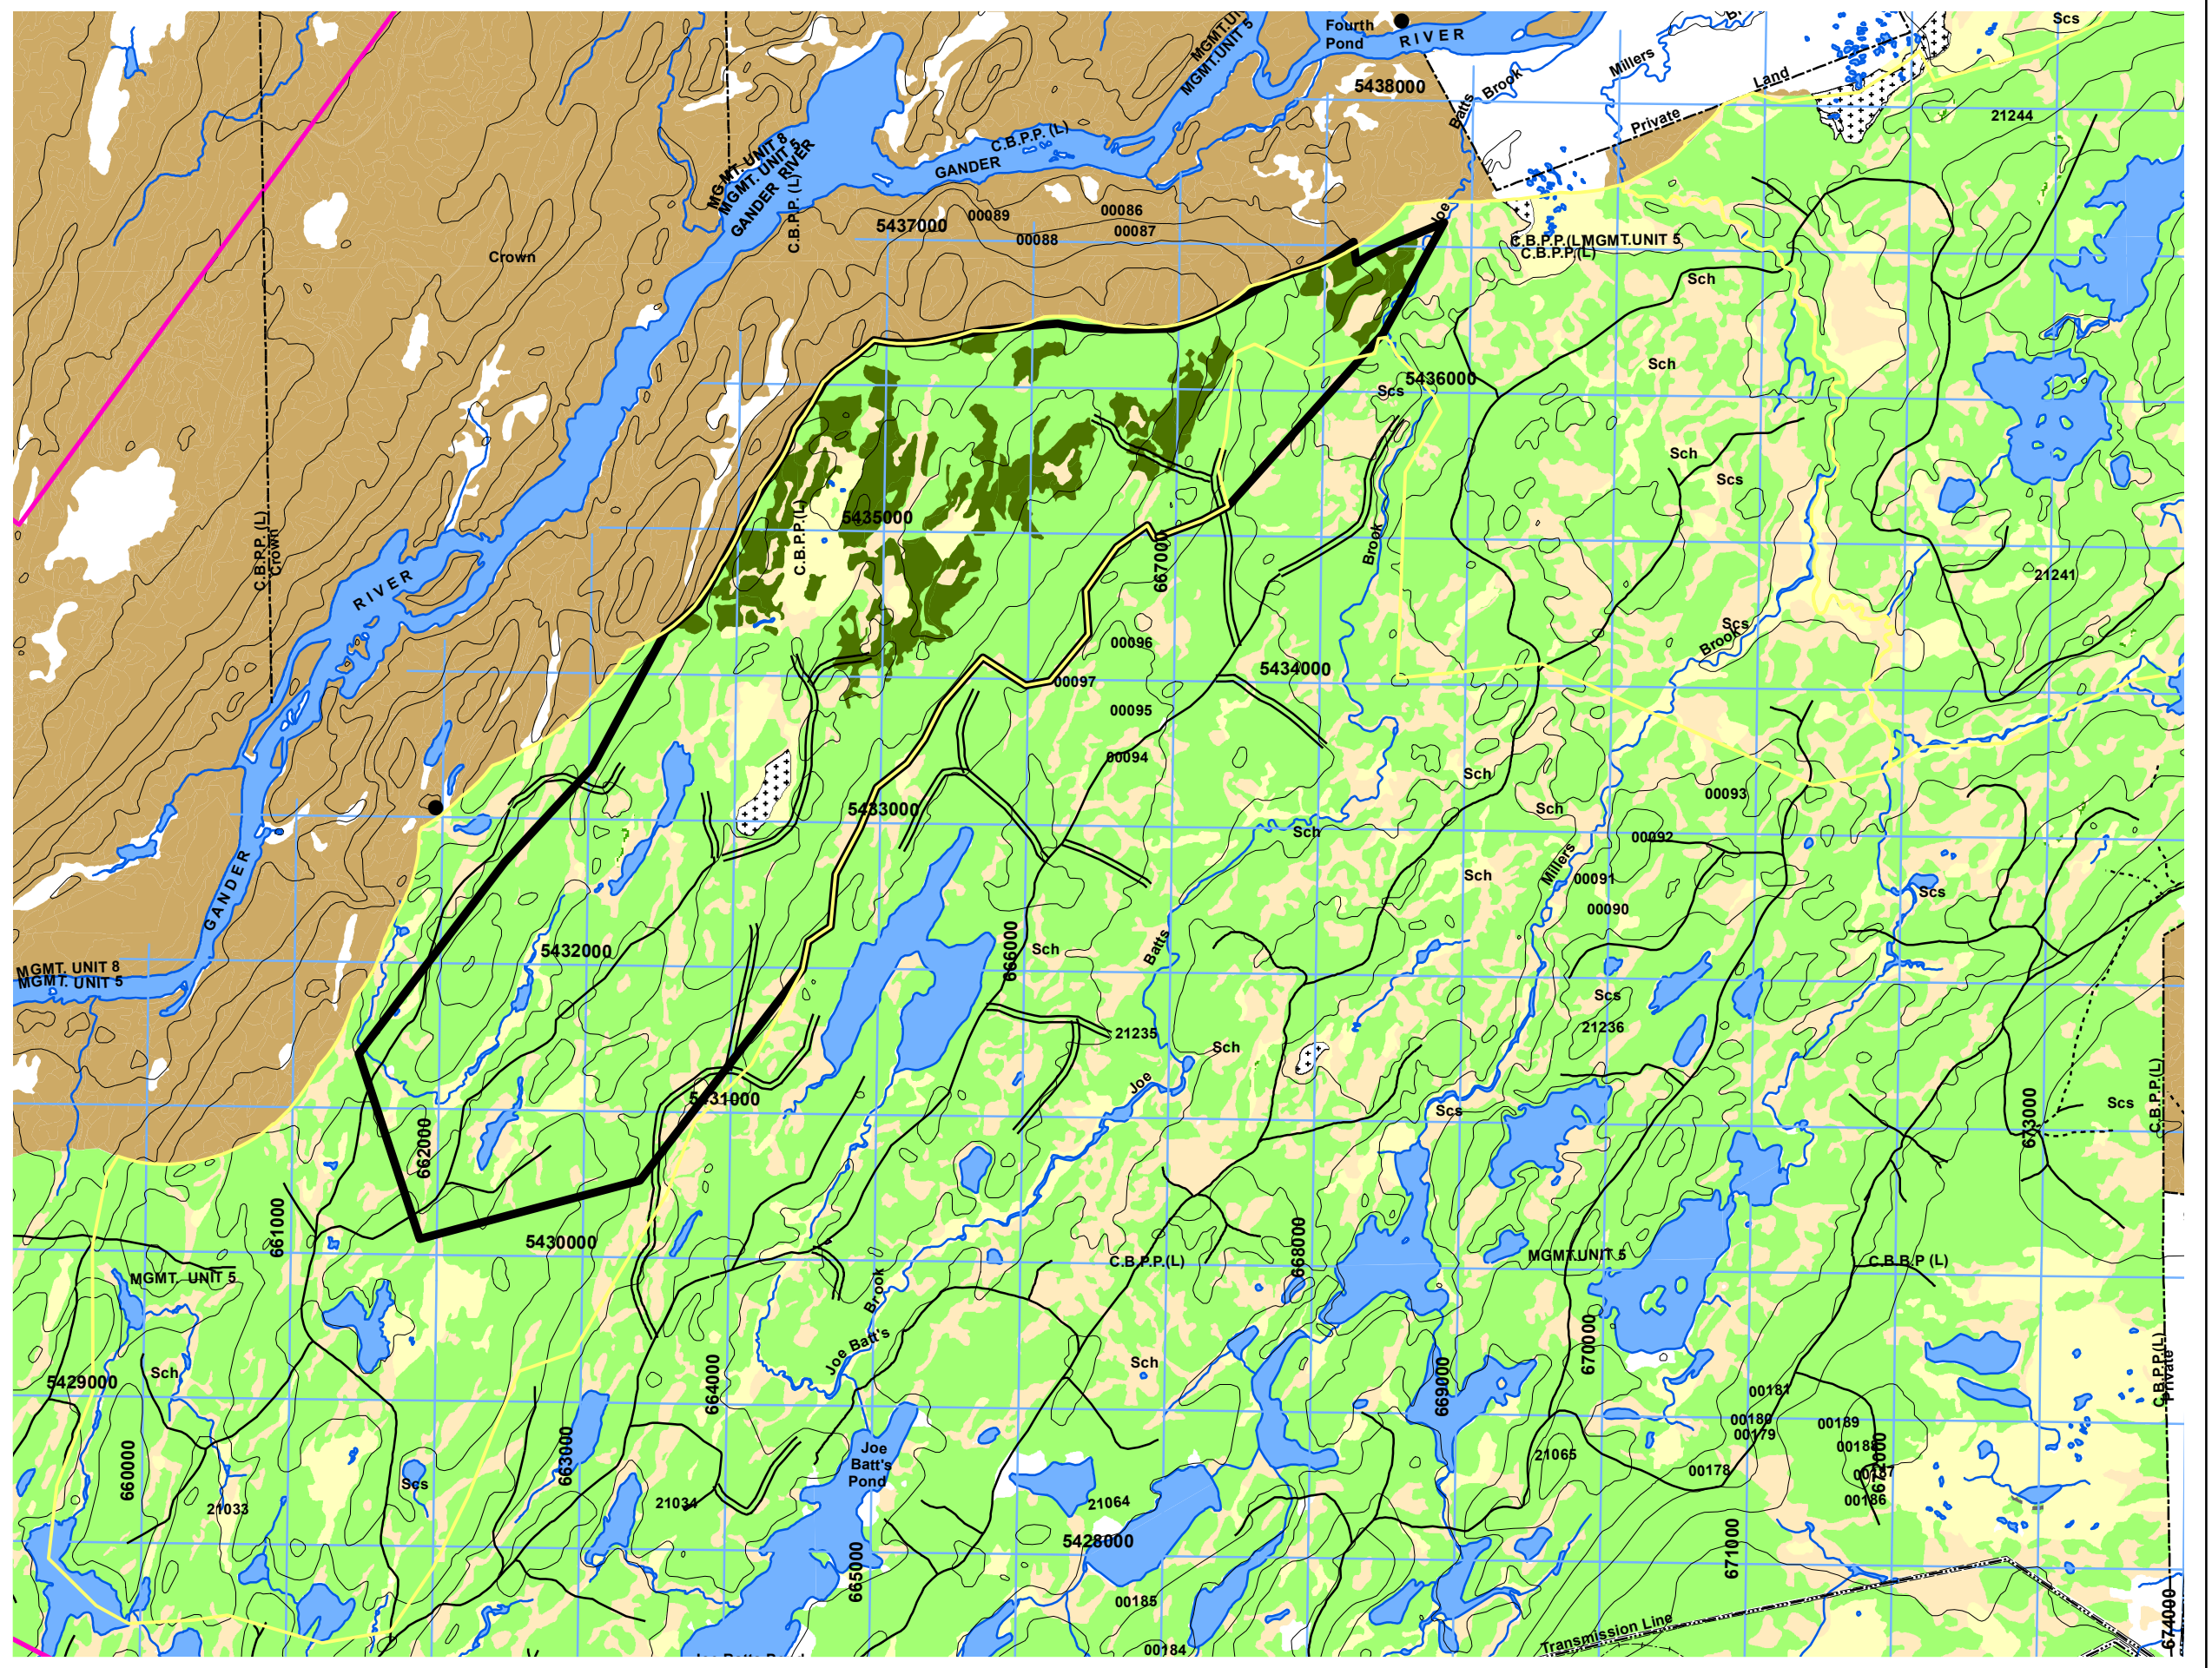 Scs
MGMT.UNIT 5
Fourth
Pond
RIVER
Millers
Land
Brook
Batts
5438000
Private
21244
C.B.P.P. (L)
GANDER
MGMT. UNIT 8
MGMT. UNIT 5
GANDER RIVER
C.B.P.P. (L)
00089
00086
00087
00088
5437000
Joe
C.B.P.P.(L)
MGMT.UNIT 5
C.B.P.P.(L)
Crown
Sch
Sch
5436000
Scs
Sch
Scs
C.B.P.P.(L)
Crown
C.B.P.P.(L)
5435000
Brook
667000
21241
RIVER
Scs
Brook
00096
5434000
00097
00095
00094
Sch
00093
5433000
Sch
Sch
00092
Millers
00091
Sch
Scs
00090
GANDER
5432000
666000
Sch
Batts
MGMT. UNIT 8
MGMT. UNIT 5
Scs
21236
21235
Sch
Joe
5431000
Scs
Scs
C.B.P.P.(L)
673000
662000
661000
5430000
668000
C.B.P.P.(L)
MGMT.UNIT 5
C.B.B.P (L)
MGMT. UNIT 5
Brook
Joe Batt's
Sch
Sch
5429000
664000
669000
670000
C.B.P.P.(L)
Private
00181
00180
00179
00189
00188
00187
00186
672000
Joe
Batt's
Pond
21065
00178
660000
663000
Scs
21033
21034
21064
5428000
665000
671000
00185
00184
Transmission Line
674000